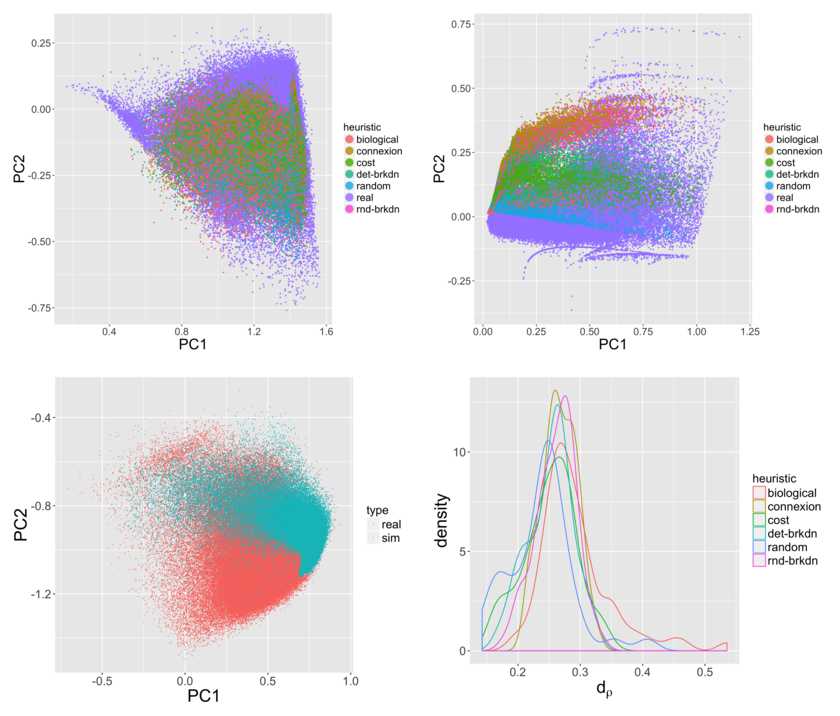 0.25
0.00
-0.25
-0.50
-0.75
PC2
0.4
0.8
1.2
1.6
PC1
heuristic
biological
connexion
cost
det-brkdn
random
real
rnd-brkdn
0.75
0.50
0.25
0.00
-0.25
PC2
0.00
0.25
0.50
0.75
1.00
1.25
PC1
heuristic
biological
connexion
cost
det-brkdn
random
real
rnd-brkdn
-0.4
-0.8
-1.2
PC2
-0.5
0.0
0.5
1.0
PC1
type
real
sim
10
5
0
density
0.2
0.3
0.4
0.5
dρ
heuristic
biological
connexion
cost
det-brkdn
random
rnd-brkdn